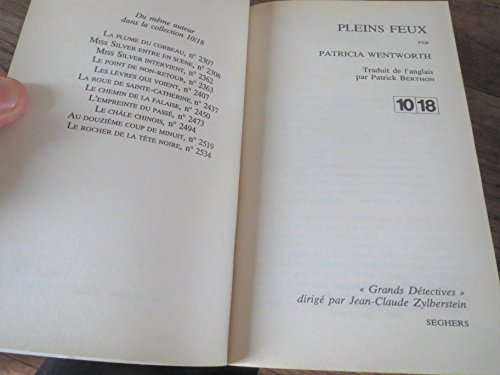 Du même auteur
dans la collection 10/18
LA PLUME DU CORBEAU, n° 2307
MISS SILVER ENTRE EN SCÈNE, n° 2308
MISS SILVER INTERVIENT, n° 2362
LE POINT DE NON-RETOUR, n° 2363
LES LÈVRES QUI VOIENT, n° 2407
LA ROUE DE SAINTE-CATHERINE, n° 2437
LE CHEMIN DE LA FALAISE, n° 2450
L'EMPREINTE DU PASSÉ, n° 2473
LE CHÂLE CHINOIS, n° 2494
AU DOUZIÈME COUP DE MINUIT, n° 2519
LE ROCHER DE LA TÊTE NOIRE, n° 2534
PLEINS FEUX
PAR
PATRICIA WENTWORTH
Traduit de l'anglais
par Patrick BERTHON
10|18
« Grands Détectives »
dirigé par Jean-Claude Zylberstein
SEGHERS